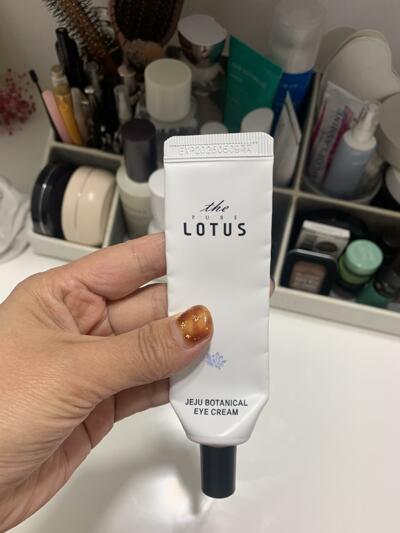 the
PURE
LOTUS
JEJU BOTANICAL
EYE CREAM